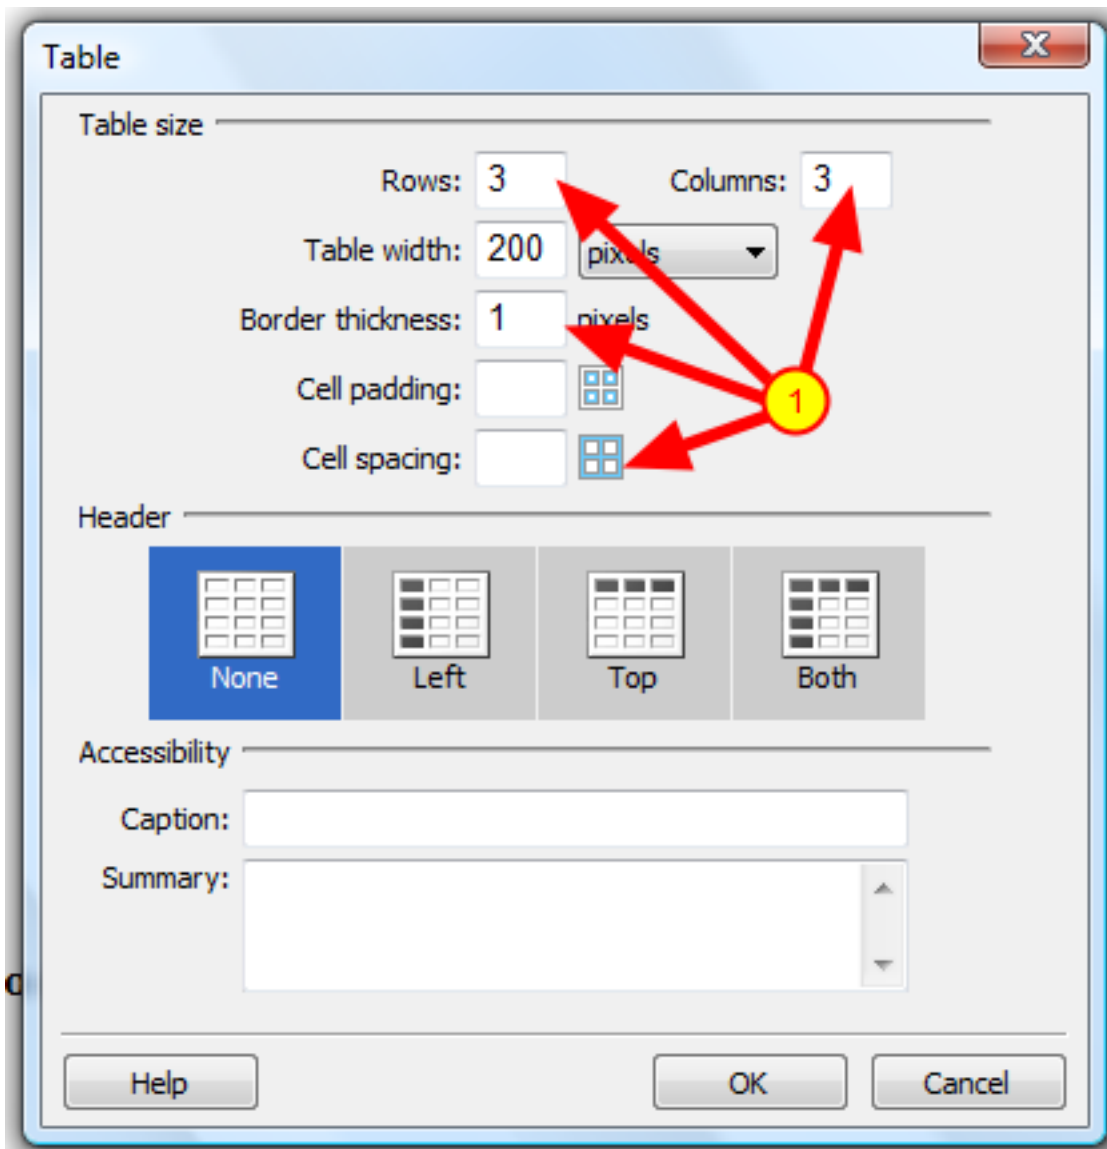 Table
X
Table size
Rows: 3 Columns: 3
Table width: 200 pixels
Border thickness: 1 pixels
Cell padding:
1
Cell spacing:
Header
None Left Top Both
Accessibility
Caption:
Summary:
Help OK Cancel